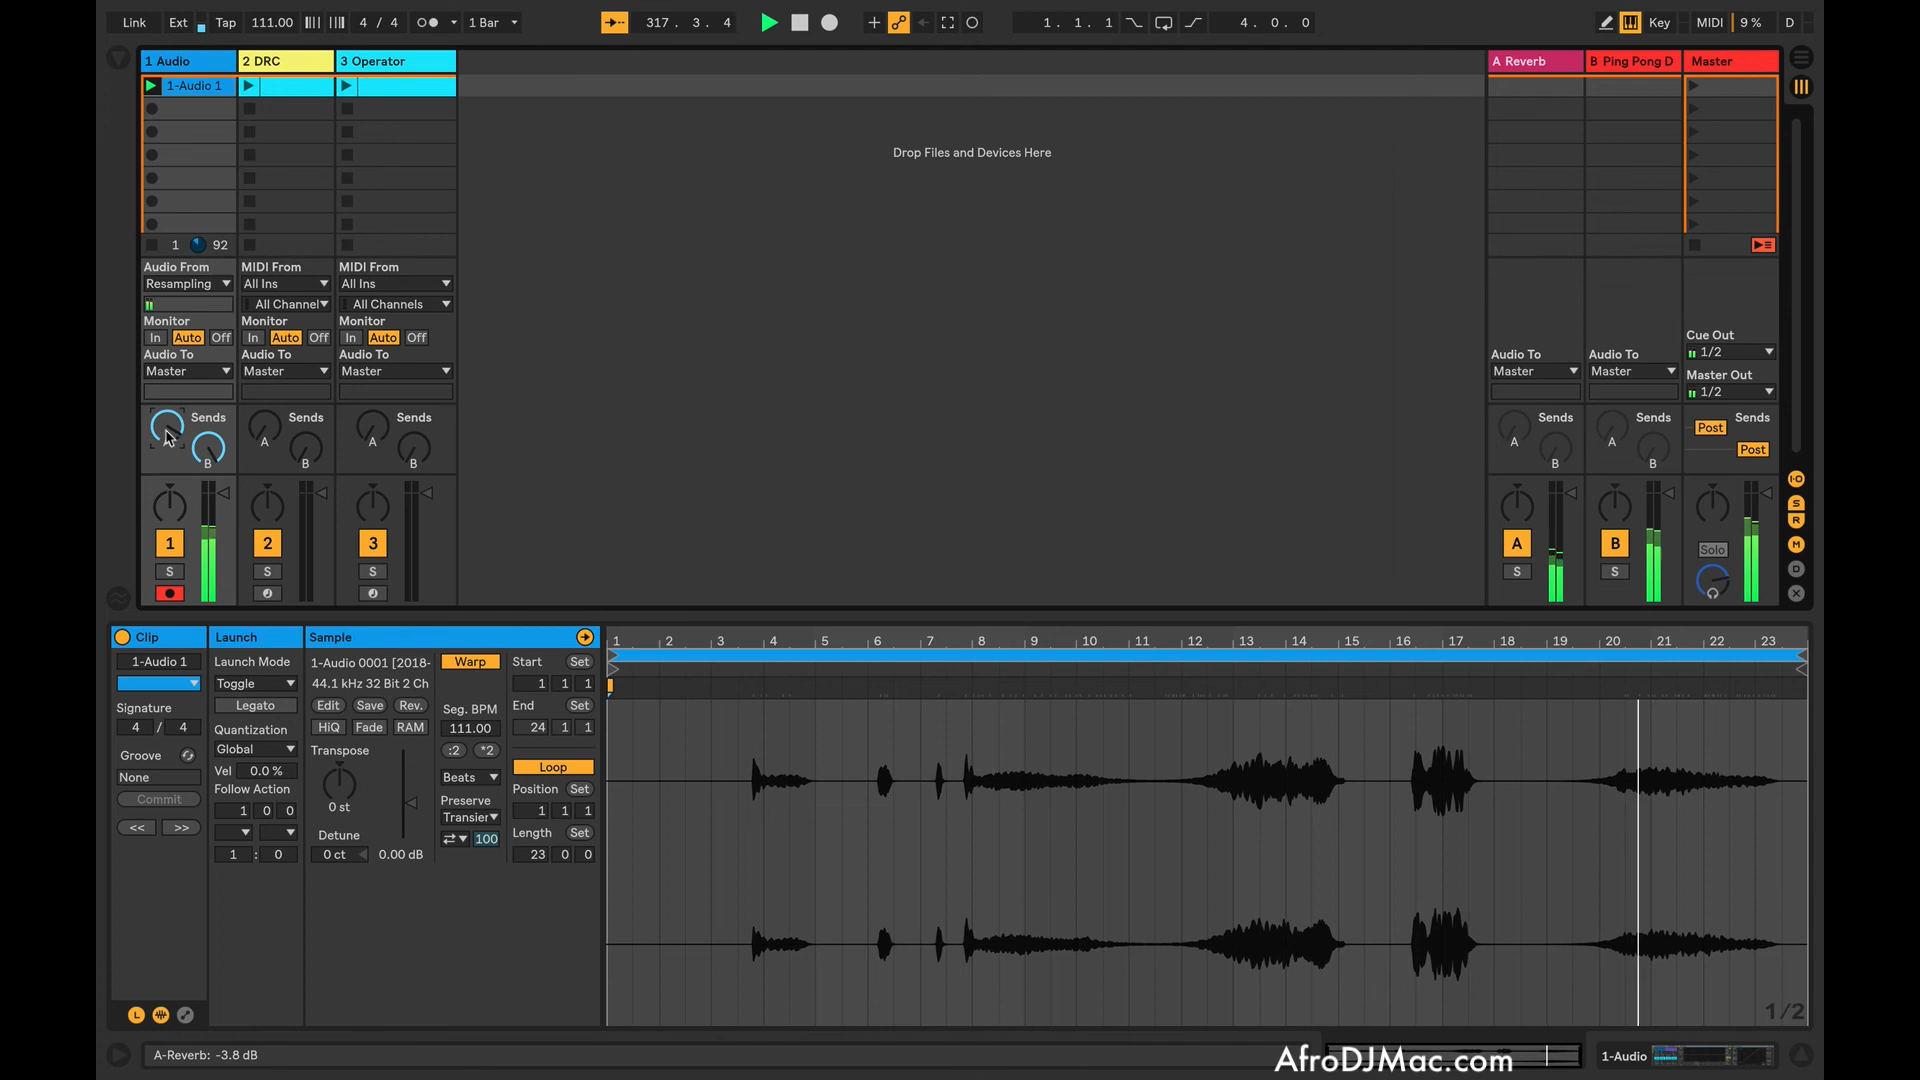 Link Ext Tap 111.00 4 / 4 1 Bar 317 . 3 . 4 1 . 1 . 1 4 . 0 . 0 Key MIDI 9 % D
1 Audio 2 DRC 3 Operator A Reverb B Ping Pong D Master
1-Audio 1
Drop Files and Devices Here
1 92
Audio From MIDI From MIDI From
Resampling All Ins All Ins
All Channel All Channels
Monitor Monitor Monitor
In Auto Off In Auto Off In Auto Off
Cue Out
1/2
Audio To Audio To Audio To Audio To Audio To
Master Master Master Master Master
Master Out
1/2
Sends Sends Sends Sends Sends Sends
A A A A Post
B B B B B Post
1 2 3 A B Solo
S S S S S
I·O
S
R
M
D
X
Clip Launch Sample
1-Audio 1 Launch Mode 1-Audio 0001 [2018- Warp Start Set
Toggle 44.1 kHz 32 Bit 2 Ch 1 1 1
Signature Legato Edit Save Rev. Seg. BPM End Set
4 / 4 Quantization HiQ Fade RAM 111.00 24 1 1
Groove Global Transpose :2 *2
None Vel 0.0 % Beats Loop
Commit Follow Action 0 st Preserve Position Set
1 0 0 Transier 1 1 1
<< >> Detune 100 Length Set
1 : 0 0 ct 0.00 dB 23 0 0
1 2 3 4 5 6 7 8 9 10 11 12 13 14 15 16 17 18 19 20 21 22 23
1/2
L
A-Reverb: -3.8 dB
AfroDJMac.com
1-Audio